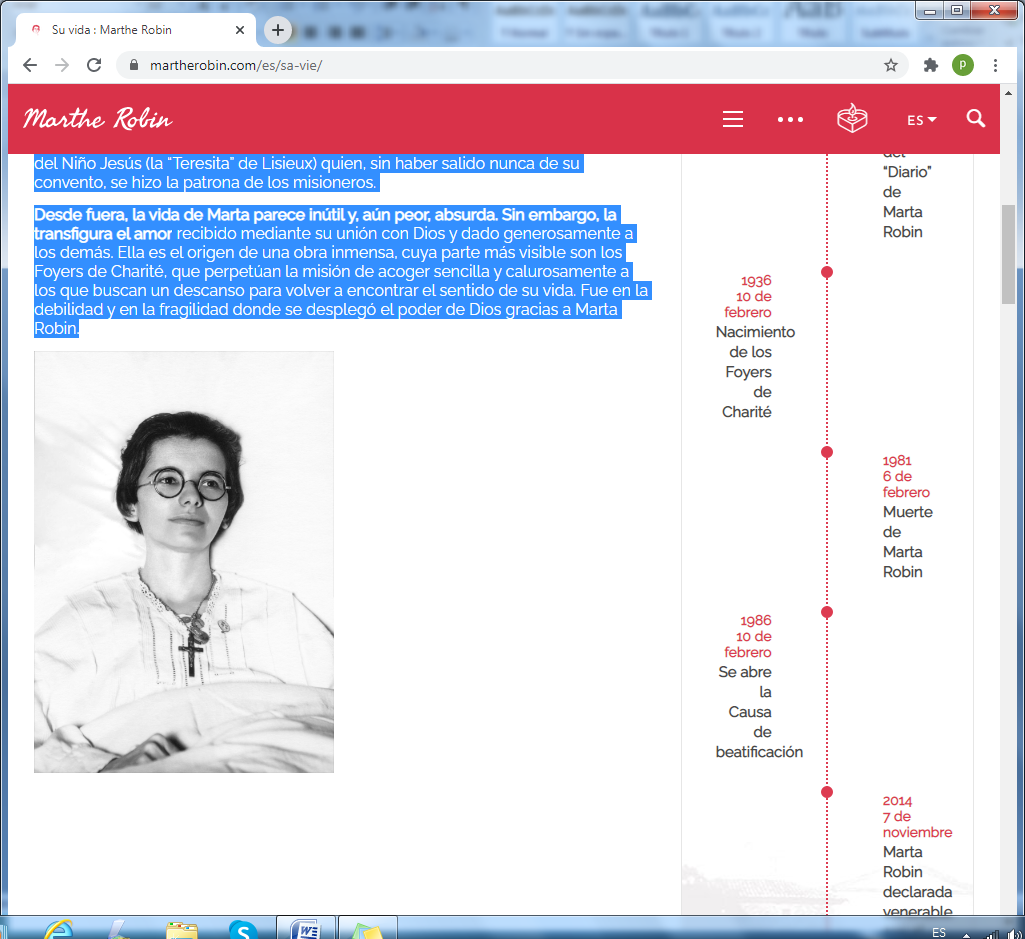 Su vida : Marthe Robin
martherobin.com/es/sa-vie/
P
Marthe Robin
ES
del Niño Jesús (la "Teresita" de Lisieux) quien, sin haber salido nunca de su
convento, se hizo la patrona de los misioneros.
Desde fuera, la vida de Marta parece inútil y, aún peor, absurda. Sin embargo, la
transfigura el amor recibido mediante su unión con Dios y dado generosamente a
los demás. Ella es el origen de una obra inmensa, cuya parte más visible son los
Foyers de Charité, que perpetúan la misión de acoger sencilla y calurosamente a
los que buscan un descanso para volver a encontrar el sentido de su vida. Fue en la
debilidad y en la fragilidad donde se desplegó el poder de Dios gracias a Marta
Robin.
del
"Diario"
de
Marta
Robin
1936
10 de
febrero
Nacimiento
de los
Foyers
de
Charité
1981
6 de
febrero
Muerte
de
Marta
Robin
1986
10 de
febrero
Se abre
la
Causa
de
beatificación
2014
7 de
noviembre
Marta
Robin
declarada
venerable
ES